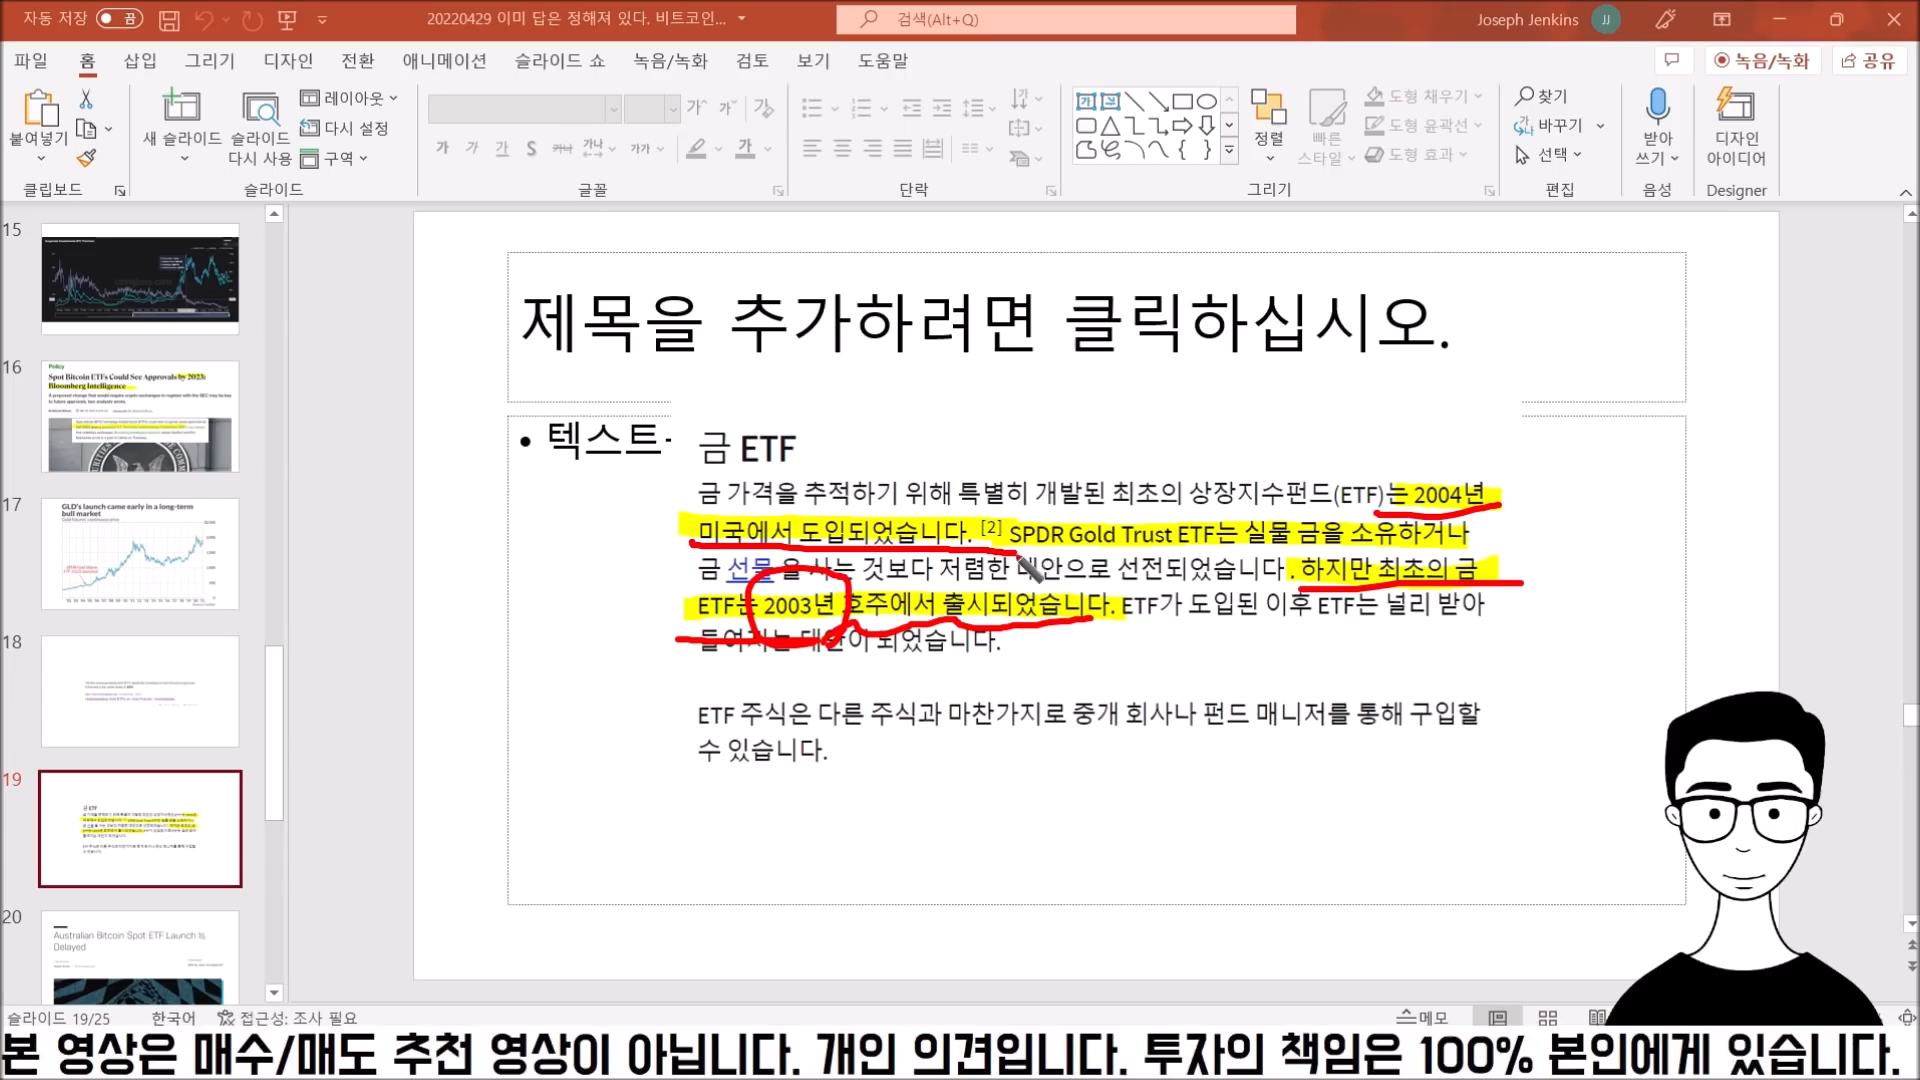 자동 저장 끔 20220429 이미 답은 정해져 있다. 비트코인... 검색(Alt+Q) Joseph Jenkins JJ
파일 홈 삽입 그리기 디자인 전환 애니메이션 슬라이드 쇼 녹음/녹화 검토 보기 도움말 녹음/녹화 공유
붙여넣기
새 슬라이드
슬라이드 다시 사용
레이아웃
다시 설정
구역
정렬
빠른 스타일
도형 채우기
도형 윤곽선
도형 효과
찾기
바꾸기
선택
받아쓰기
디자인 아이디어
클립보드 슬라이드 글꼴 단락 그리기 편집 음성 Designer
15
16
Policy
Spot Bitcoin ETFs Could See Approvals by 2023:
Bloomberg Intelligence
17
GLD's launch came early in a long-term
bull market
18
19
20
Australian Bitcoin Spot ETF Launch Is
Delayed
제목을 추가하려면 클릭하십시오.
• 텍스트
금 ETF
금 가격을 추적하기 위해 특별히 개발된 최초의 상장지수펀드(ETF)는 2004년
미국에서 도입되었습니다. [2] SPDR Gold Trust ETF는 실물 금을 소유하거나
금 선물 을 사는 것보다 저렴한 대안으로 선전되었습니다. 하지만 최초의 금
ETF는 2003년 호주에서 출시되었습니다. ETF가 도입된 이후 ETF는 널리 받아
들여지는 대안이 되었습니다.
ETF 주식은 다른 주식과 마찬가지로 중개 회사나 펀드 매니저를 통해 구입할
수 있습니다.
슬라이드 19/25 한국어 접근성: 조사 필요 메모
본 영상은 매수/매도 추천 영상이 아닙니다. 개인 의견입니다. 투자의 책임은 100% 본인에게 있습니다.